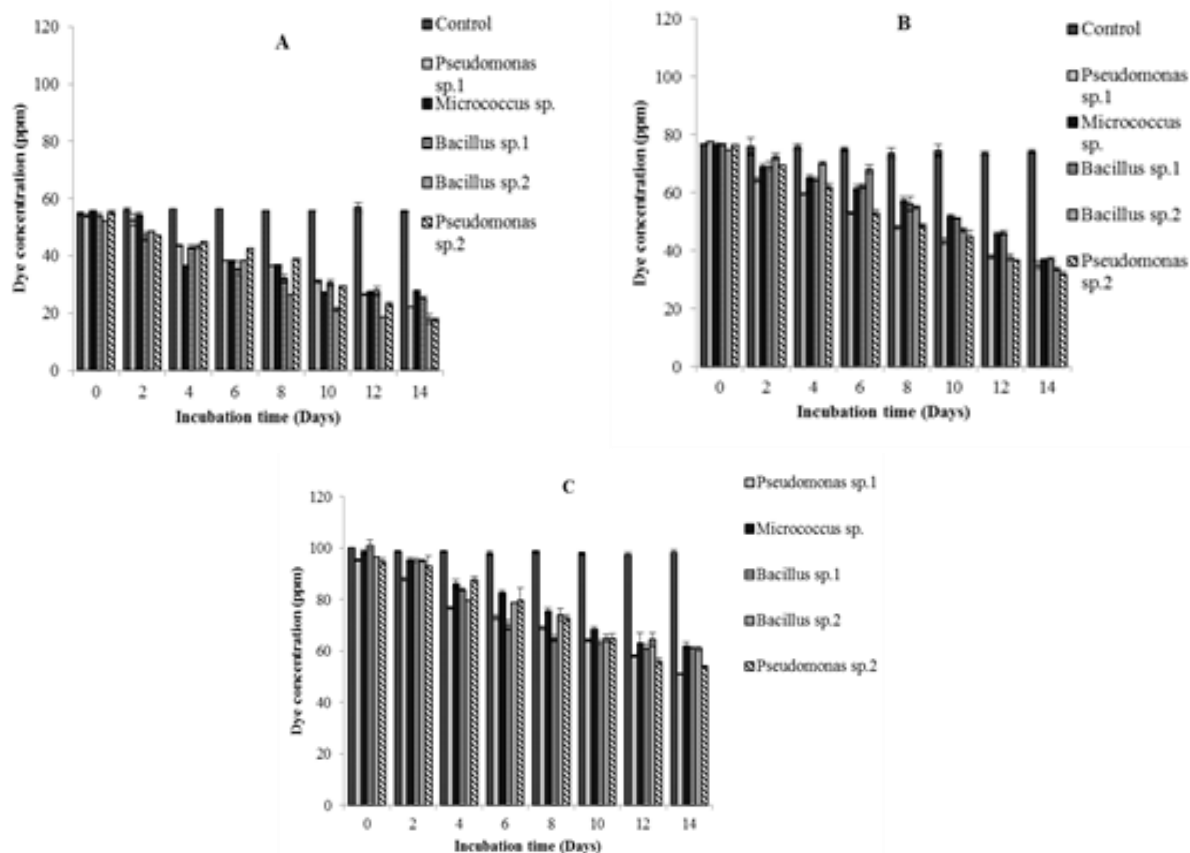 A
120
100
80
60
40
20
0
Dye concentration (ppm)
0 2 4 6 8 10 12 14
Incubation time (Days)
Control
Pseudomonas
sp.1
Micrococcus sp.
Bacillus sp.1
Bacillus sp.2
Pseudomonas
sp.2
B
120
100
80
60
40
20
0
Dye concentration (ppm)
0 2 4 6 8 10 12 14
Incubation time (Days)
Control
Pseudomonas
sp.1
Micrococcus
sp.
Bacillus sp.1
Bacillus sp.2
Pseudomonas
sp.2
C
120
100
80
60
40
20
0
Dye concentration (ppm)
0 2 4 6 8 10 12 14
Incubation time (Days)
Pseudomonas sp.1
Micrococcus sp.
Bacillus sp.1
Bacillus sp.2
Pseudomonas sp.2